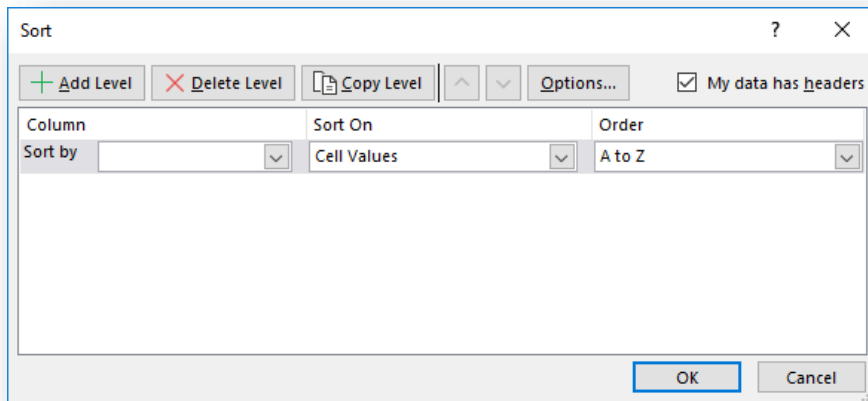 Sort ?
Add Level Delete Level Copy Level Options... My data has headers
Column Sort On Order
Sort by Cell Values A to Z
OK Cancel